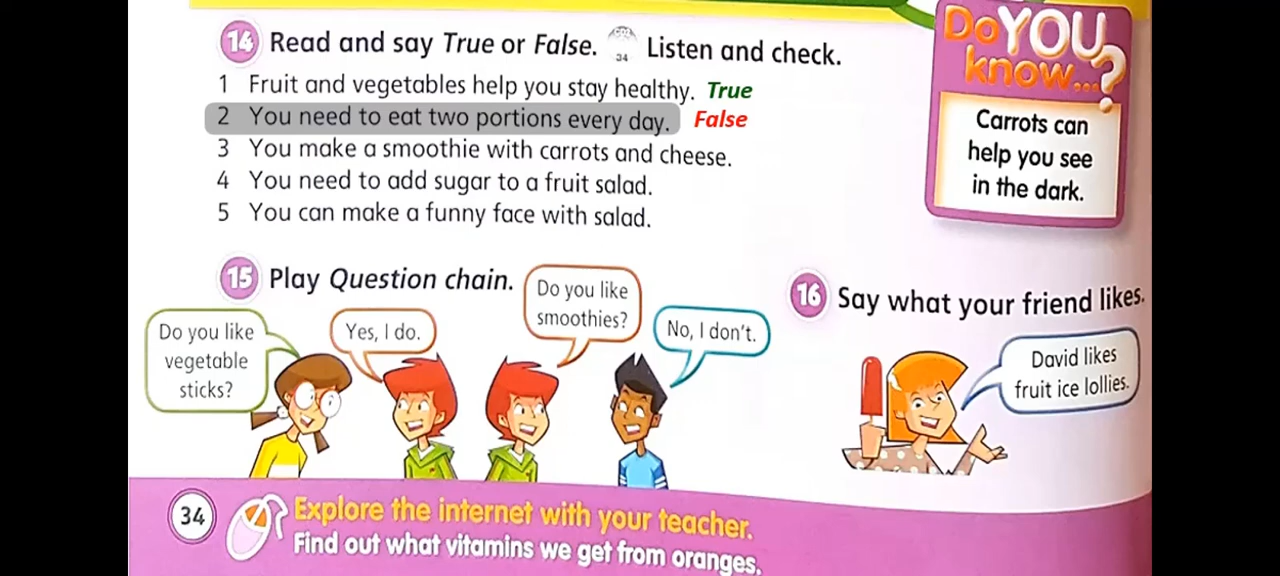 14 Read and say True or False. CD2 34 Listen and check.
1 Fruit and vegetables help you stay healthy. True
2 You need to eat two portions every day. False
3 You make a smoothie with carrots and cheese.
4 You need to add sugar to a fruit salad.
5 You can make a funny face with salad.
Do YOU
know...?
Carrots can
help you see
in the dark.
15 Play Question chain.
Do you like
vegetable
sticks?
Yes, I do.
Do you like
smoothies?
No, I don't.
16 Say what your friend likes.
David likes
fruit ice lollies.
34
Explore the internet with your teacher.
Find out what vitamins we get from oranges.